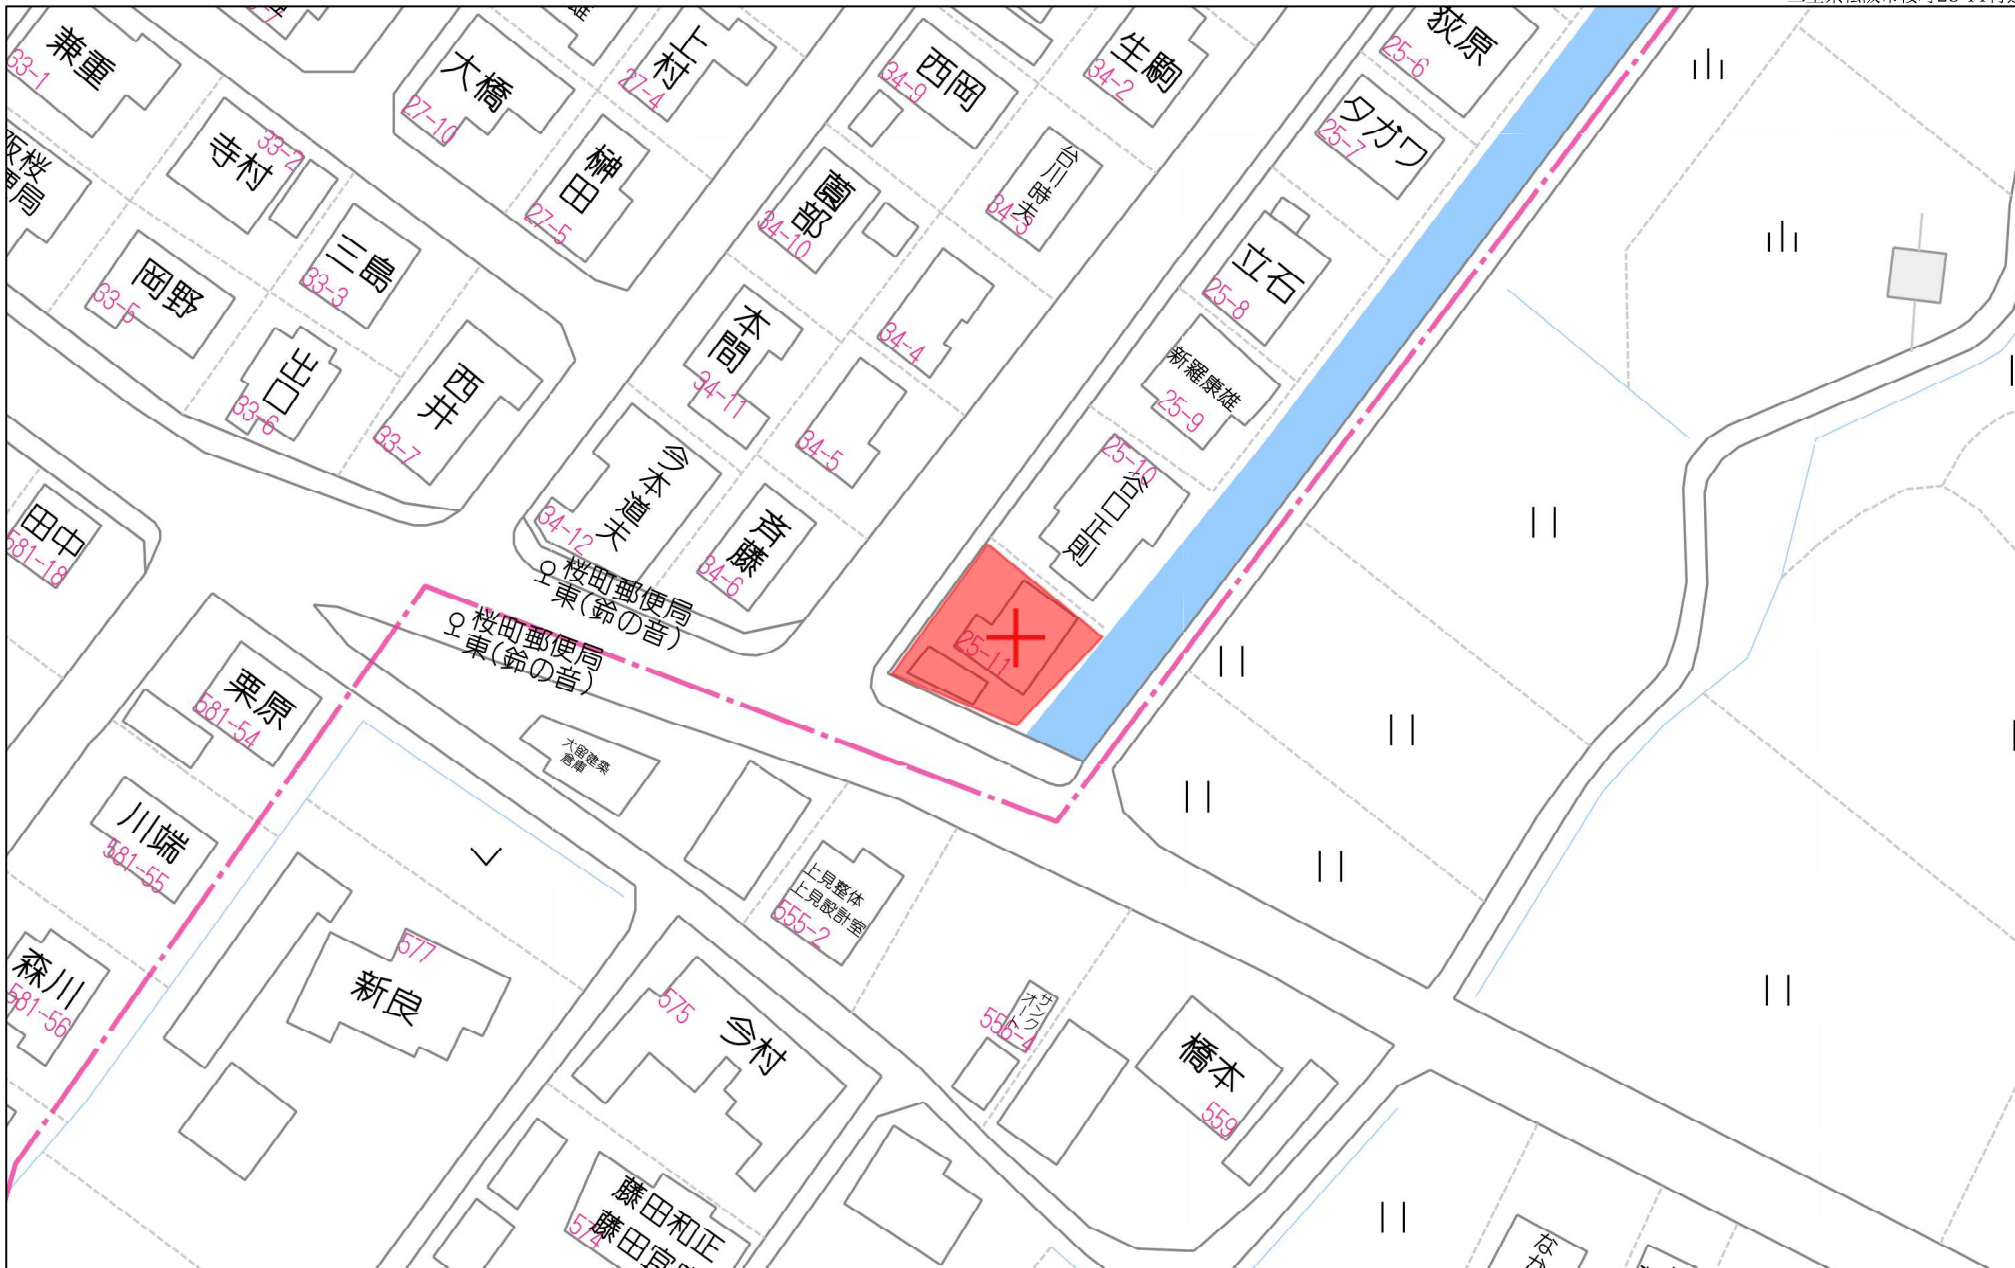 兼重
33-1
大橋
27-10
上村
27-4
西岡
34-9
生駒
34-2
荻原
25-6
タガワ
25-7
寺村
33-2
榊田
27-5
薗部
34-10
台川時夫
34-3
立石
25-8
岡野
33-5
三島
33-3
本間
34-11
34-4
新羅康雄
25-9
出口
33-6
西井
33-7
34-5
今本道夫
34-12
斉藤
34-6
谷口正則
25-10
25-11
田中
581-18
桜町郵便局
東(鈴の音)
桜町郵便局
東(鈴の音)
栗原
581-54
大留建築
倉庫
川端
581-55
上見整体
上見設計室
555-2
森川
581-56
新良
577
今村
575
サンク
オート
556-4
橋本
559
藤田和正
574